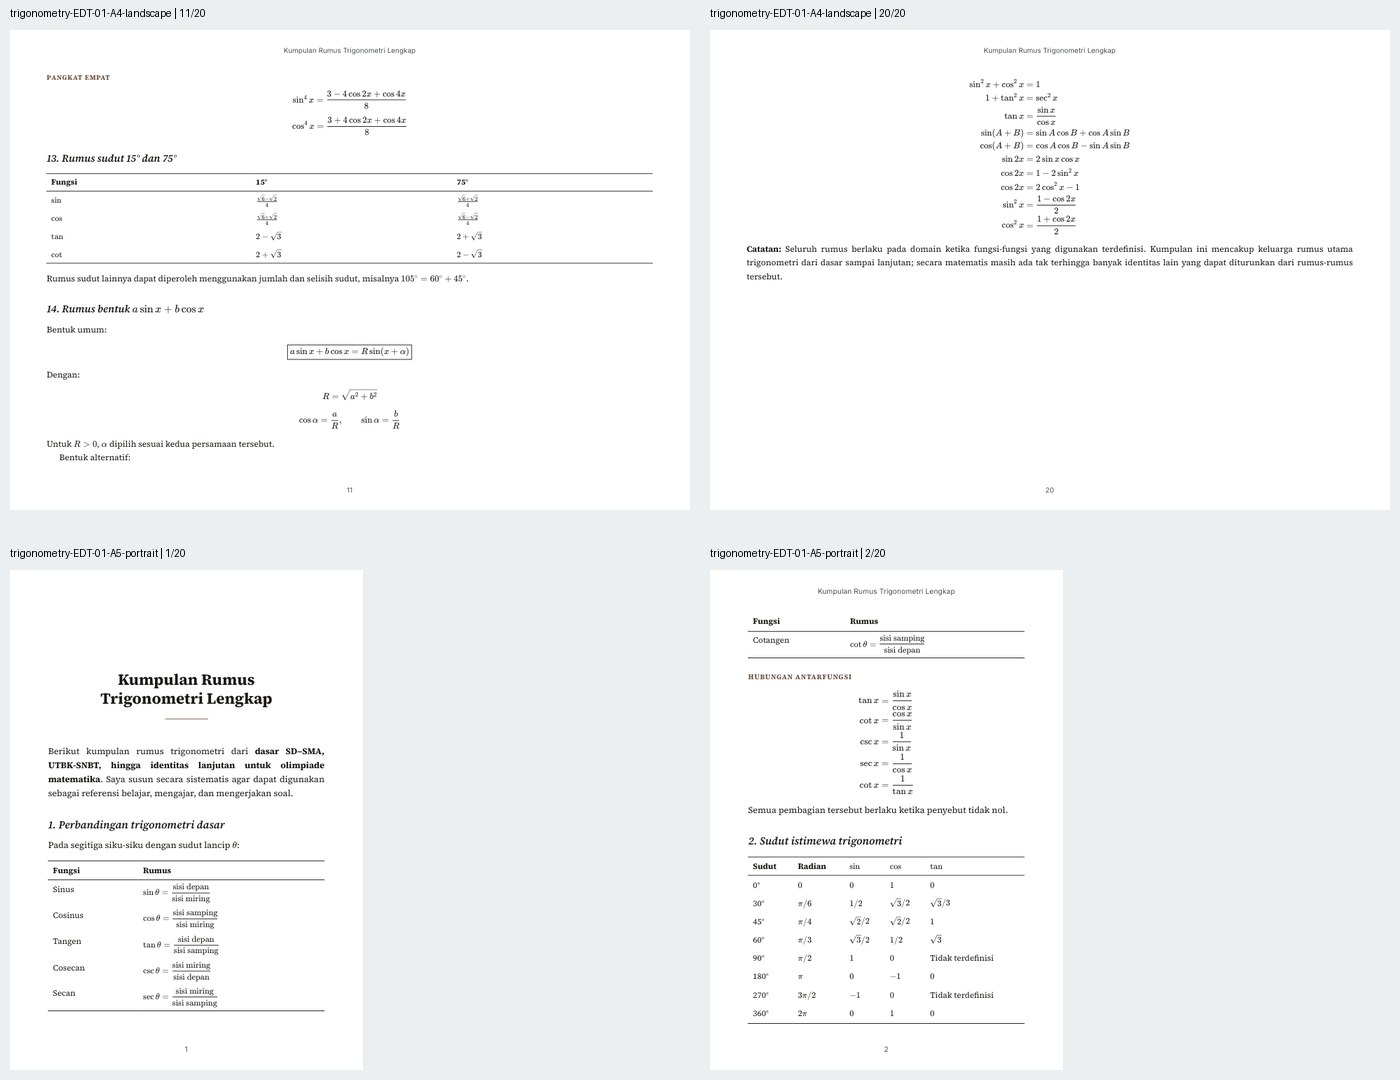 trigonometry-EDT-01-A4-landscape | 11/20
Kumpulan Rumus Trigonometri Lengkap
PANGKAT EMPAT
sin⁴ x = (3 − 4 cos 2x + cos 4x)/8
cos⁴ x = (3 + 4 cos 2x + cos 4x)/8
13. Rumus sudut 15° dan 75°
Fungsi 15° 75°
sin
cos
tan 2 − √3 2 + √3
cot 2 + √3 2 − √3
Rumus sudut lainnya dapat diperoleh menggunakan jumlah dan selisih sudut, misalnya 105° = 60° + 45°.
14. Rumus bentuk a sin x + b cos x
Bentuk umum:
a sin x + b cos x = R sin(x + α)
Dengan:
R = √(a² + b²)
cos α = a/R, sin α = b/R
Untuk R > 0, α dipilih sesuai kedua persamaan tersebut.
Bentuk alternatif:
11
trigonometry-EDT-01-A4-landscape | 20/20
Kumpulan Rumus Trigonometri Lengkap
sin² x + cos² x = 1
1 + tan² x = sec² x
tan x = sin x/cos x
sin(A + B) = sin A cos B + cos A sin B
cos(A + B) = cos A cos B − sin A sin B
sin 2x = 2 sin x cos x
cos 2x = 1 − 2 sin² x
cos 2x = 2 cos² x − 1
sin² x = (1 − cos 2x)/2
cos² x = (1 + cos 2x)/2
Catatan: Seluruh rumus berlaku pada domain ketika fungsi-fungsi yang digunakan terdefinisi. Kumpulan ini mencakup keluarga rumus utama
trigonometri dari dasar sampai lanjutan; secara matematis masih ada tak terhingga banyak identitas lain yang dapat diturunkan dari rumus-rumus
tersebut.
20
trigonometry-EDT-01-A5-portrait | 1/20
Kumpulan Rumus
Trigonometri Lengkap
Berikut kumpulan rumus trigonometri dari dasar SD–SMA,
UTBK-SNBT, hingga identitas lanjutan untuk olimpiade
matematika. Saya susun secara sistematis agar dapat digunakan
sebagai referensi belajar, mengajar, dan mengerjakan soal.
1. Perbandingan trigonometri dasar
Pada segitiga siku-siku dengan sudut lancip θ:
Fungsi Rumus
Sinus sin θ = sisi depan/sisi miring
Cosinus cos θ = sisi samping/sisi miring
Tangen tan θ = sisi depan/sisi samping
Cosecan csc θ = sisi miring/sisi depan
Secan sec θ = sisi miring/sisi samping
1
trigonometry-EDT-01-A5-portrait | 2/20
Kumpulan Rumus Trigonometri Lengkap
Fungsi Rumus
Cotangen cot θ = sisi samping/sisi depan
HUBUNGAN ANTARFUNGSI
tan x = sin x/cos x
cot x = cos x/sin x
csc x = 1/sin x
sec x = 1/cos x
cot x = 1/tan x
Semua pembagian tersebut berlaku ketika penyebut tidak nol.
2. Sudut istimewa trigonometri
Sudut Radian sin cos tan
0° 0 0 1 0
30° π/6 1/2 √3/2 √3/3
45° π/4 √2/2 √2/2 1
60° π/3 √3/2 1/2 √3
90° π/2 1 0 Tidak terdefinisi
180° π 0 −1 0
270° 3π/2 −1 0 Tidak terdefinisi
360° 2π 0 1 0
2